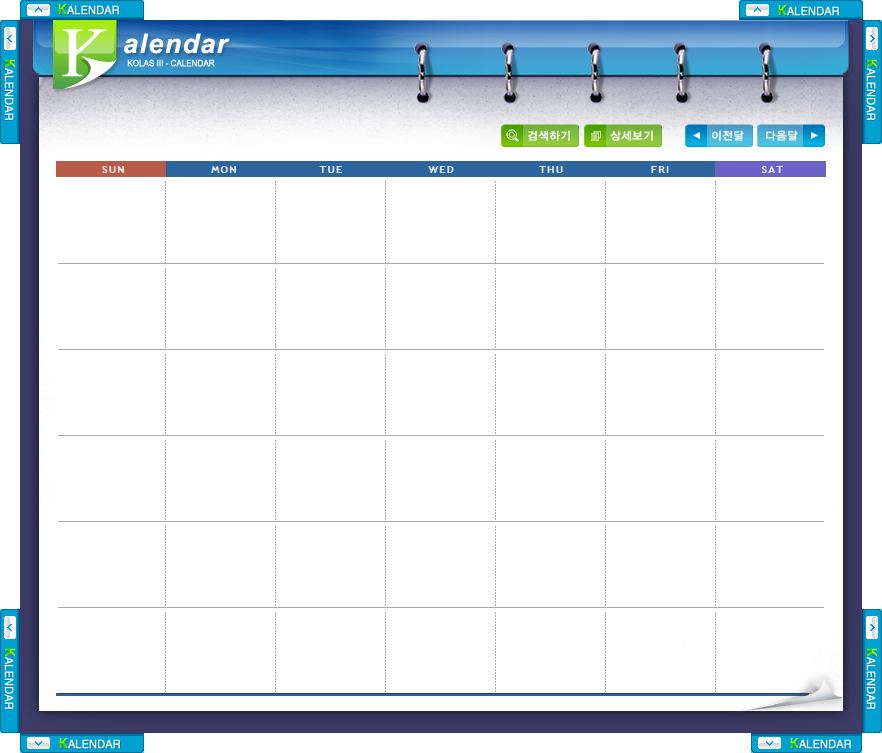 KALENDAR
KALENDAR
KALENDAR
Kalendar
KOLAS III - CALENDAR
KALENDAR
검색하기 상세보기 이전달 다음달
SUN MON TUE WED THU FRI SAT
KALENDAR
KALENDAR
KALENDAR
KALENDAR